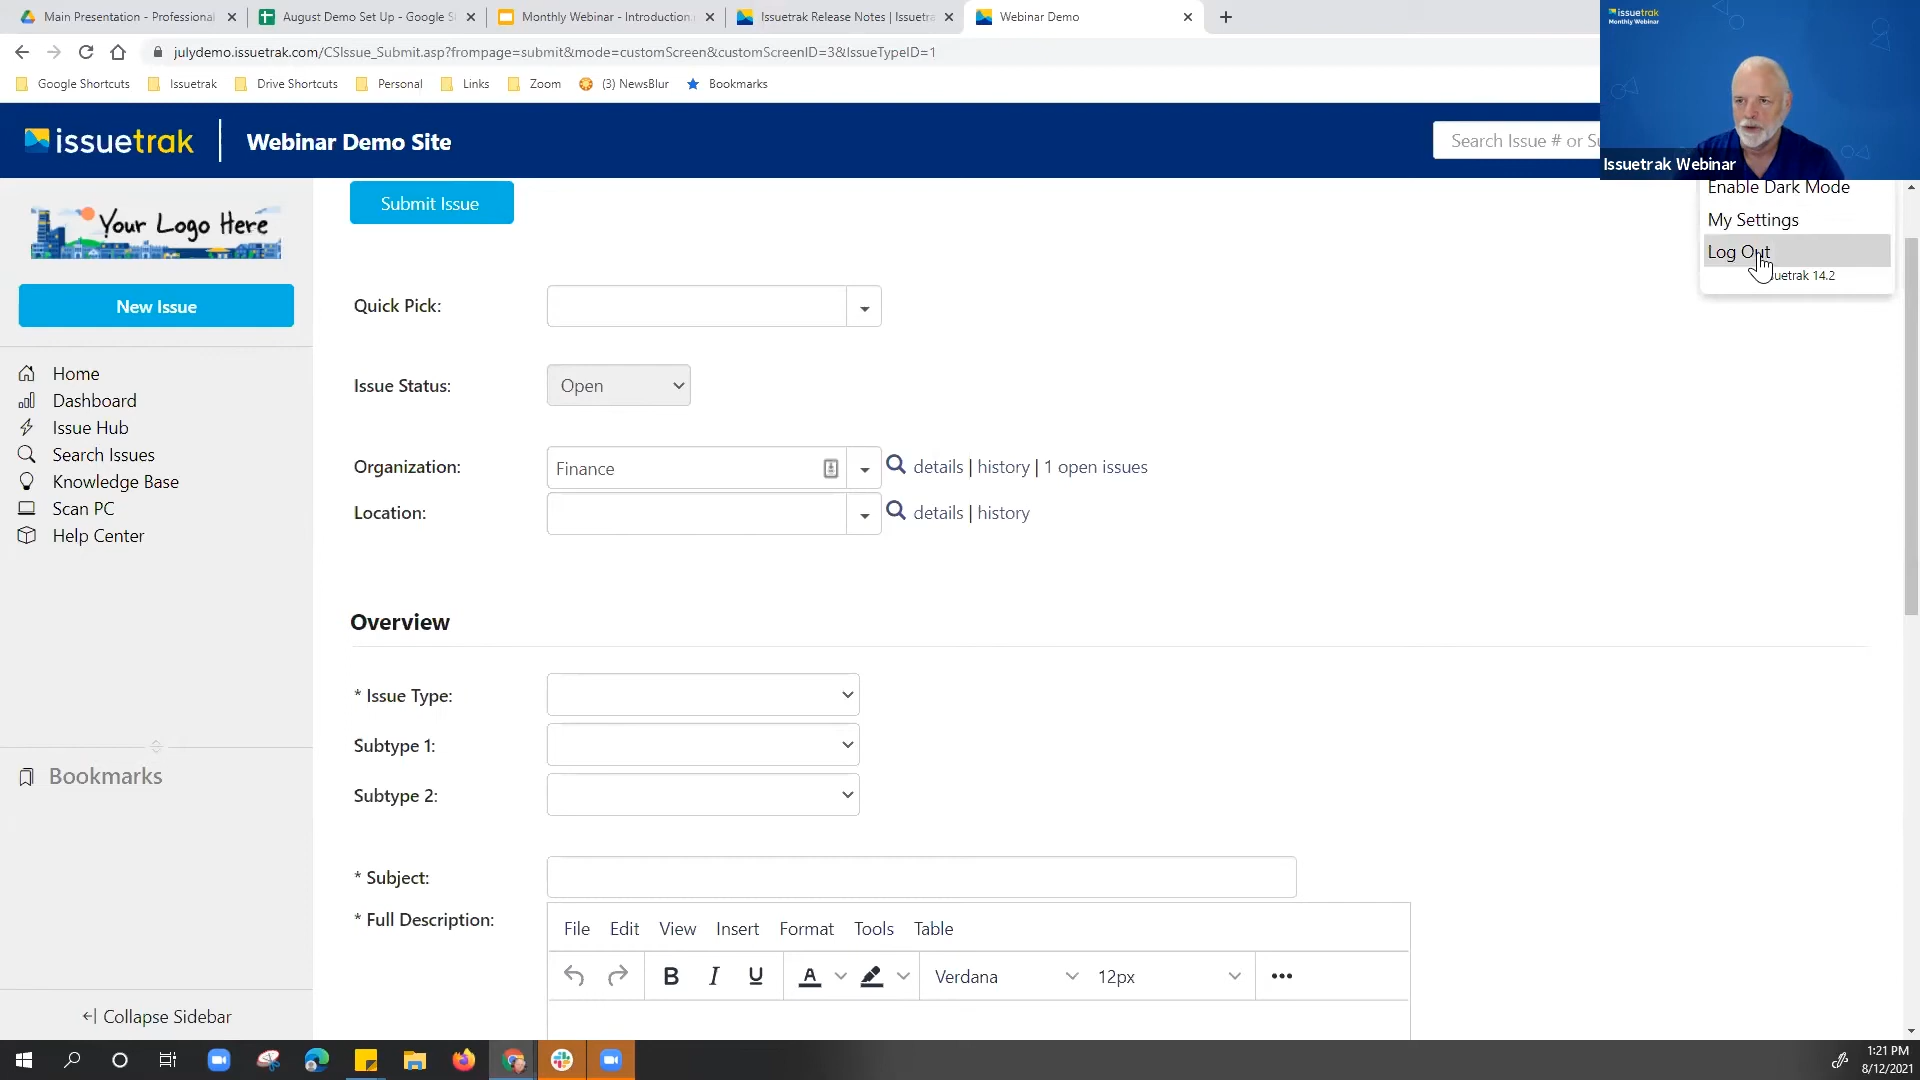 Main Presentation - Professional
August Demo Set Up - Google S
Monthly Webinar - Introduction
Issuetrak Release Notes | Issuetra
Webinar Demo
julydemo.issuetrak.com/CSIssue_Submit.asp?frompage=submit&mode=customScreen&customScreenID=3&IssueTypeID=1
Google Shortcuts
Issuetrak
Drive Shortcuts
Personal
Links
Zoom
(3) NewsBlur
Bookmarks
issuetrak
Monthly Webinar
Issuetrak Webinar
issuetrak
Webinar Demo Site
Search Issue # or Su
Enable Dark Mode
My Settings
Log Out
uetrak 14.2
Your Logo Here
New Issue
Home
Dashboard
Issue Hub
Search Issues
Knowledge Base
Scan PC
Help Center
Bookmarks
Collapse Sidebar
Submit Issue
Quick Pick:
Issue Status: Open
Organization: Finance details | history | 1 open issues
Location: details | history
Overview
* Issue Type:
Subtype 1:
Subtype 2:
* Subject:
* Full Description:
File Edit View Insert Format Tools Table
B I U A Verdana 12px
1:21 PM
8/12/2021